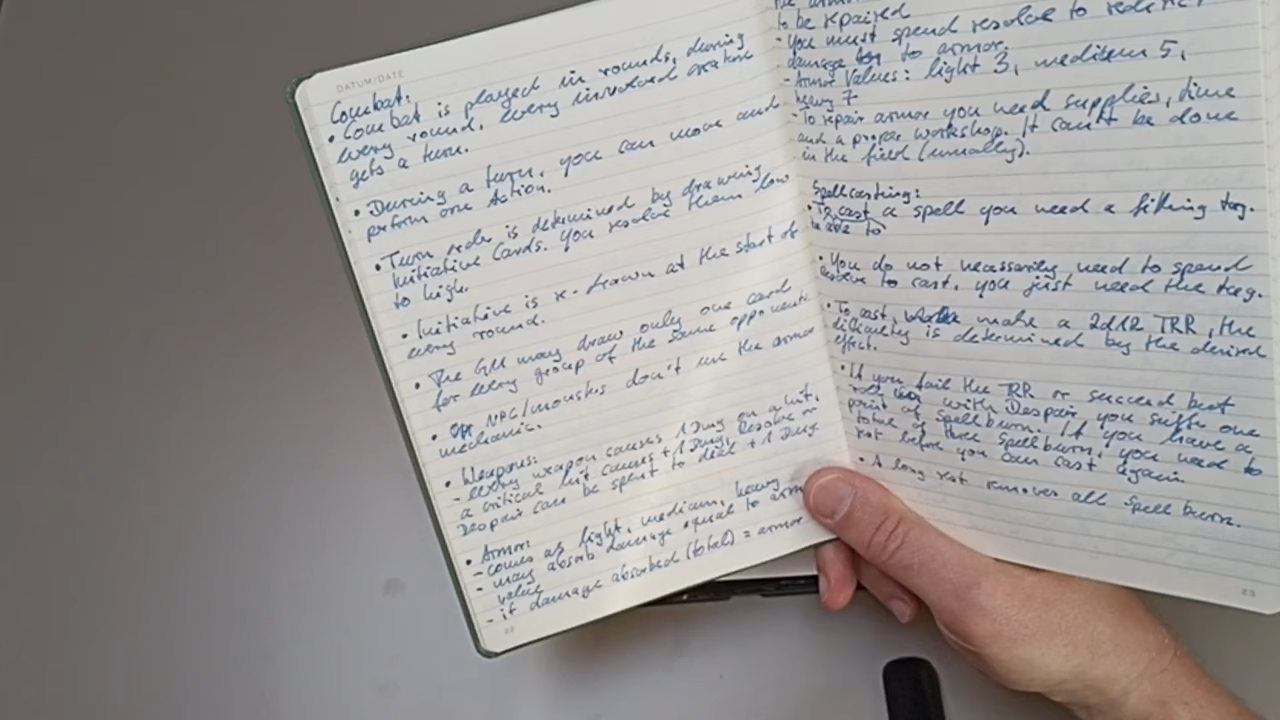 DATUM/DATE
Combat:
• Combat is played in rounds, during
every round, every involved creature
gets a turn.
• During a turn, you can move and
perform one Action.
• Turn order is determined by drawing
Initiative Cards. You resolve them low
to high.
• Initiative is re-drawn at the start of
every round.
• The GM may draw only one card
for every group of the same opponents.
• NPC/monsters don't use the armor
mechanic.
• Weapons:
- every weapon causes 1 Dmg on a hit,
a critical hit causes +1 Dmg, Resolve or
Despair can be spent to deal +1 Dmg.
• Armor:
- comes as light, medium, heavy
- may absorb damage equal to armor
value
- if damage absorbed (total) = armor
22
the armor
to be repaired
- You must spend resolve to redirect
damage to armor.
- Armor Values: light 3, medium 5,
heavy 7
- To repair armor you need supplies, time
and a proper workshop. It can't be done
in the field (usually).
Spellcasting:
• To cast a spell you need a fitting tag.
be able to
• You do not necessarily need to spend
resolve to cast, you just need the tag.
• To cast, make a 2d12 TRR, the
difficulty is determined by the desired
effect.
• If you fail the TRR or succeed but
roll with Despair, you suffer one
point of spellburn. If you have a
total of three Spellburn, you need to
rest before you can cast again.
• A long rest removes all Spellburn.
23